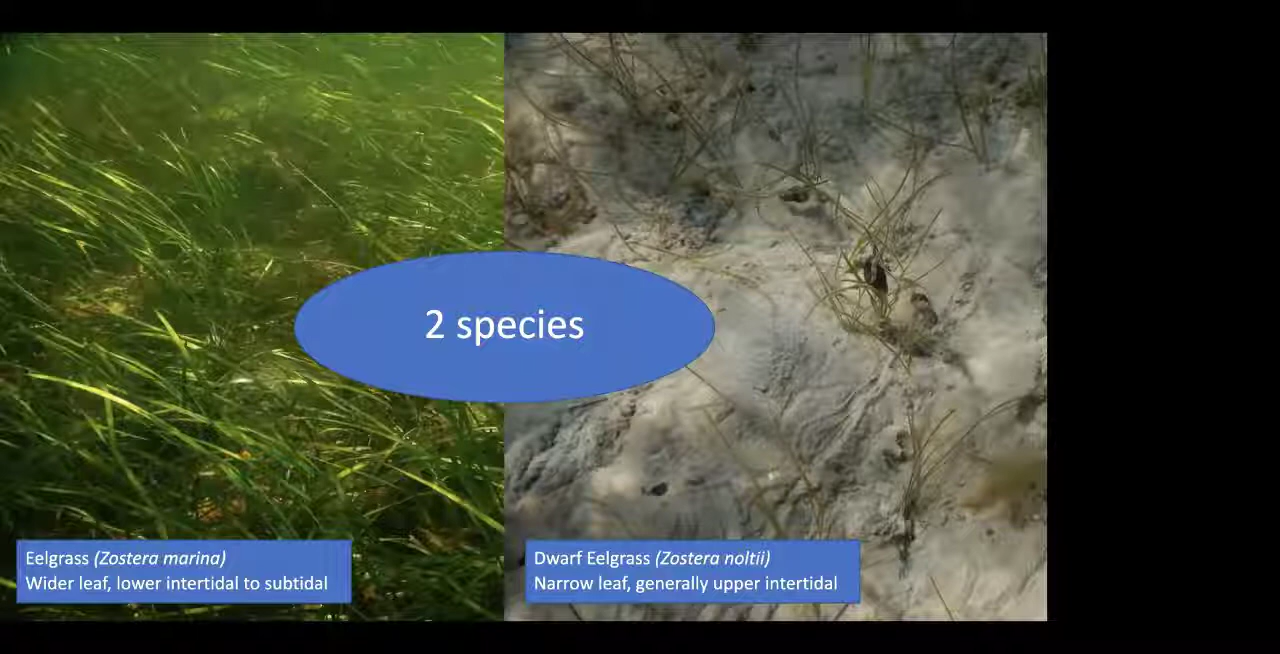 2 species
Eelgrass (Zostera marina)
Wider leaf, lower intertidal to subtidal
Dwarf Eelgrass (Zostera noltii)
Narrow leaf, generally upper intertidal